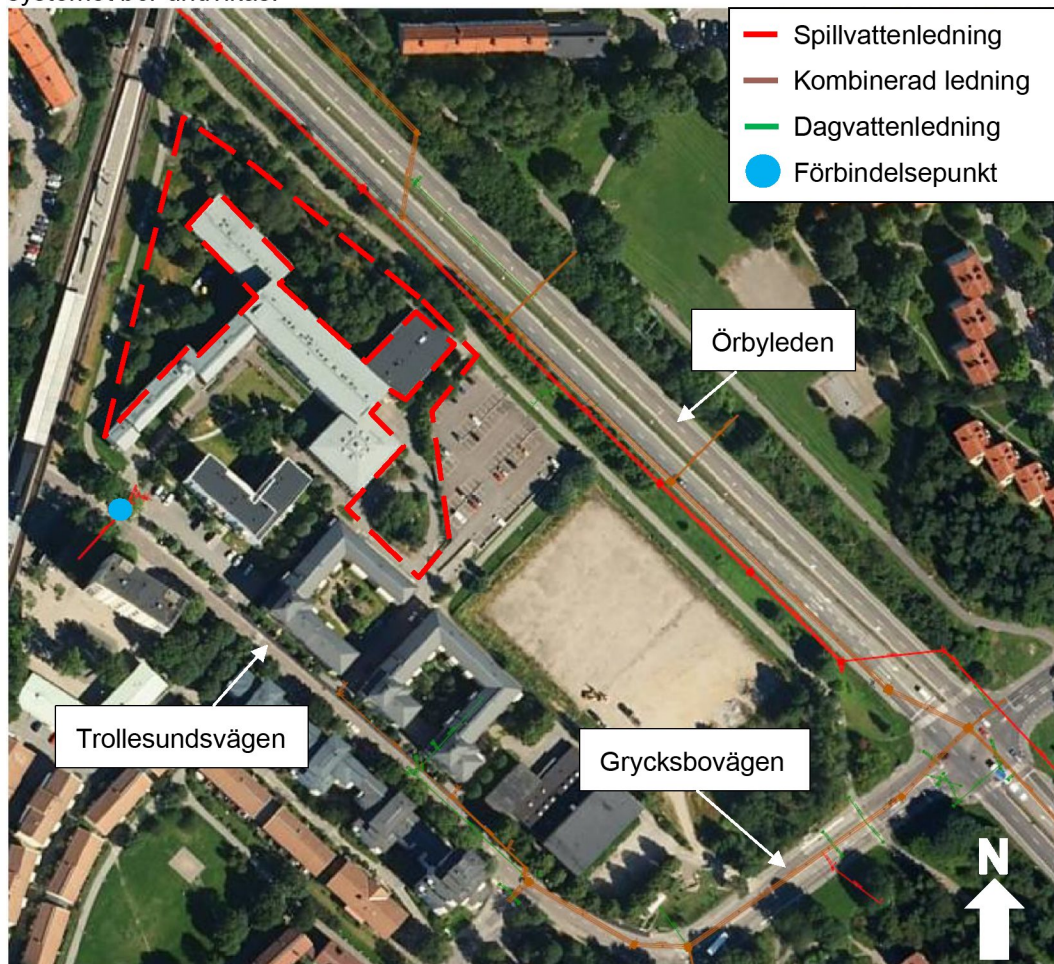 Spillvattenledning
Kombinerad ledning
Dagvattenledning
Förbindelsepunkt
Örbyleden
Trollesundsvägen
Grycksbovägen
N